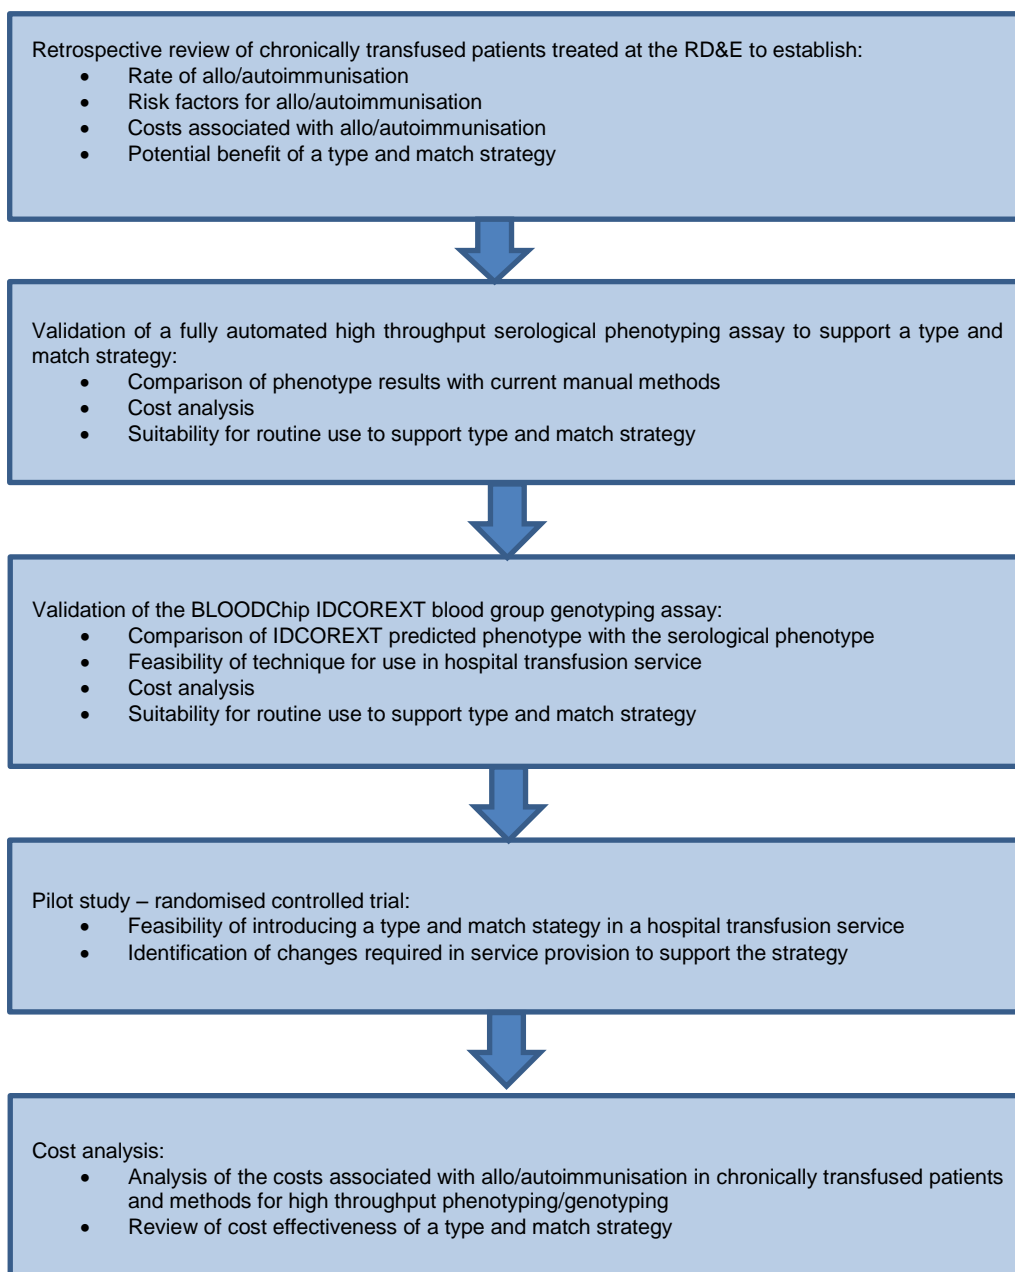 Retrospective review of chronically transfused patients treated at the RD&E to establish:
• Rate of allo/autoimmunisation
• Risk factors for allo/autoimmunisation
• Costs associated with allo/autoimmunisation
• Potential benefit of a type and match strategy
Validation of a fully automated high throughput serological phenotyping assay to support a type and
match strategy:
• Comparison of phenotype results with current manual methods
• Cost analysis
• Suitability for routine use to support type and match strategy
Validation of the BLOODChip IDCOREXT blood group genotyping assay:
• Comparison of IDCOREXT predicted phenotype with the serological phenotype
• Feasibility of technique for use in hospital transfusion service
• Cost analysis
• Suitability for routine use to support type and match strategy
Pilot study – randomised controlled trial:
• Feasibility of introducing a type and match stategy in a hospital transfusion service
• Identification of changes required in service provision to support the strategy
Cost analysis:
• Analysis of the costs associated with allo/autoimmunisation in chronically transfused patients
and methods for high throughput phenotyping/genotyping
• Review of cost effectiveness of a type and match strategy